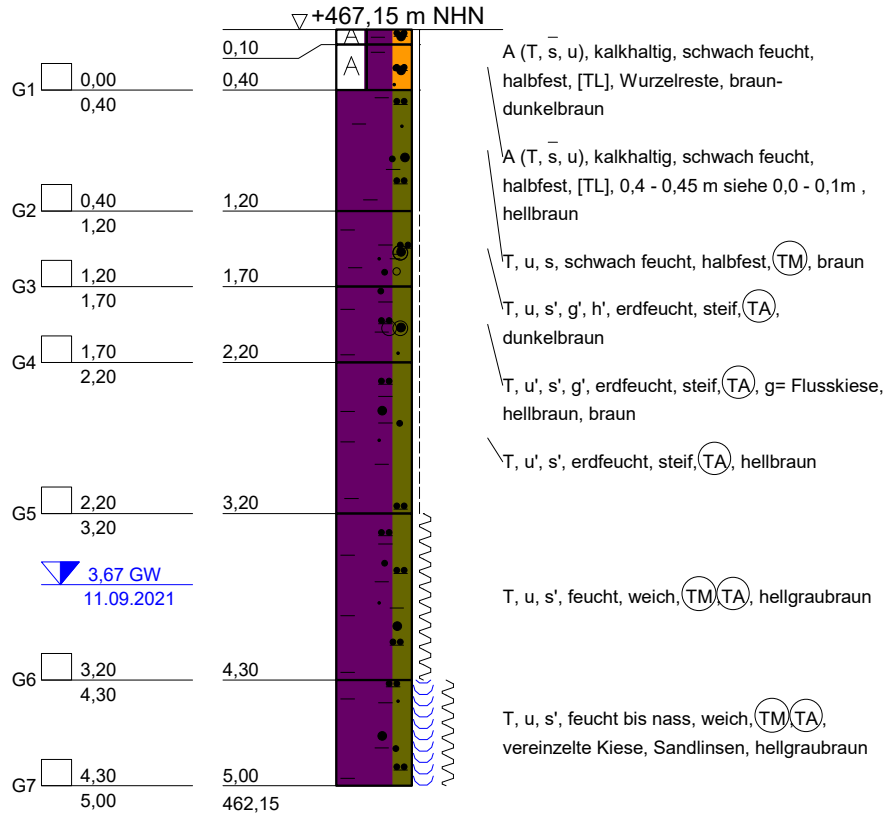 +467,15 m NHN
A
0,10
A
G1 0,00 0,40
0,40
G2 0,40 1,20
1,20
G3 1,20 1,70
1,70
G4 1,70 2,20
2,20
G5 2,20 3,20
3,20
3,67 GW
11.09.2021
G6 3,20 4,30
4,30
G7 4,30 5,00
5,00 462,15
A (T, s̅, u), kalkhaltig, schwach feucht,
halbfest, [TL], Wurzelreste, braun-
dunkelbraun
A (T, s̅, u), kalkhaltig, schwach feucht,
halbfest, [TL], 0,4 - 0,45 m siehe 0,0 - 0,1m ,
hellbraun
T, u, s, schwach feucht, halbfest, TM, braun
T, u, s', g', h', erdfeucht, steif, TA,
dunkelbraun
T, u', s', g', erdfeucht, steif, TA, g= Flusskiese,
hellbraun, braun
T, u', s', erdfeucht, steif, TA, hellbraun
T, u, s', feucht, weich, TM, TA, hellgraubraun
T, u, s', feucht bis nass, weich, TM, TA,
vereinzelte Kiese, Sandlinsen, hellgraubraun